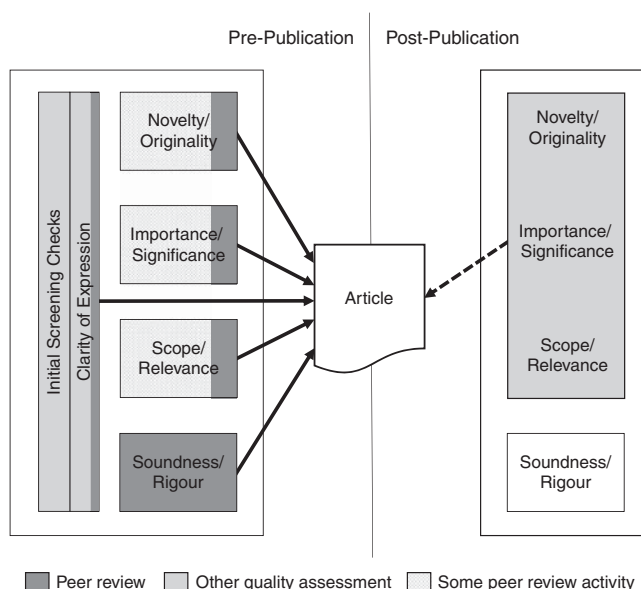 Pre-Publication
Post-Publication
Initial Screening Checks
Clarity of Expression
Novelty/
Originality
Importance/
Significance
Scope/
Relevance
Soundness/
Rigour
Article
Novelty/
Originality
Importance/
Significance
Scope/
Relevance
Soundness/
Rigour
Peer review
Other quality assessment
Some peer review activity